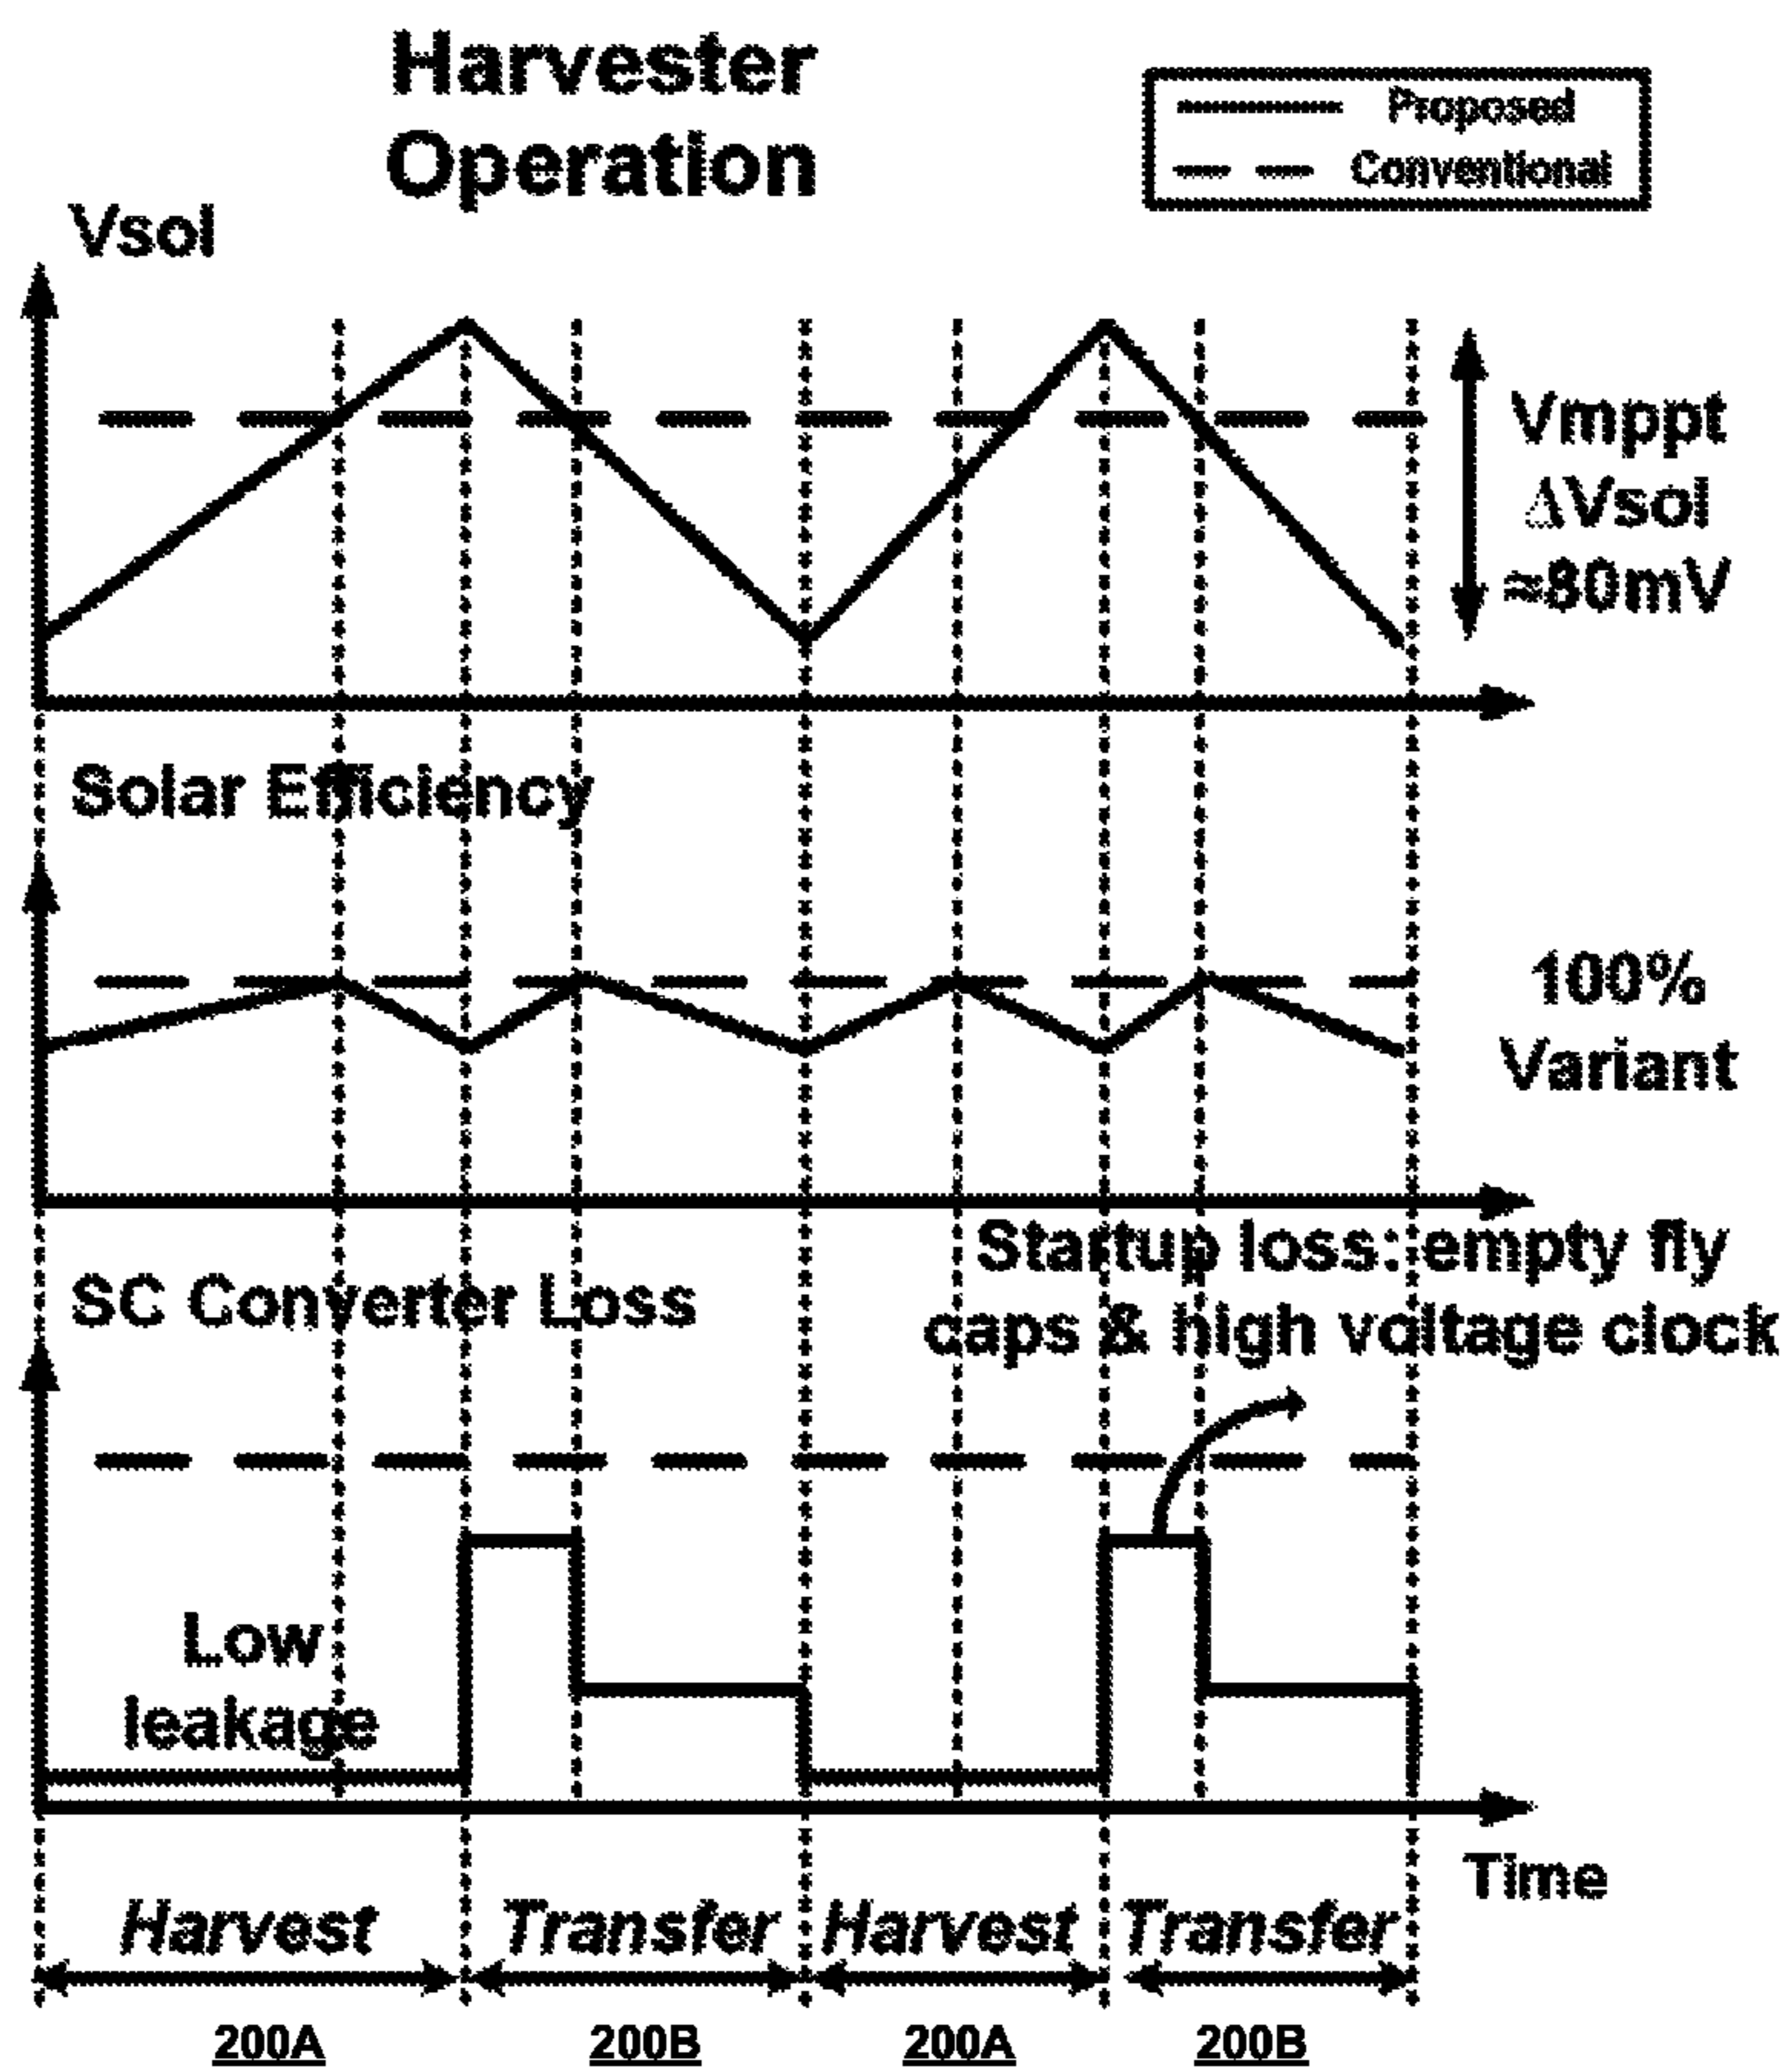 Harvester
Operation
Proposed
Conventional
Vsol
Vmppt
ΔVsol
≈80mV
Solar Efficiency
100%
Variant
Startup loss: empty fly
caps & high voltage clock
SC Converter Loss
Low
leakage
Time
Harvest Transfer Harvest Transfer
200A 200B 200A 200B